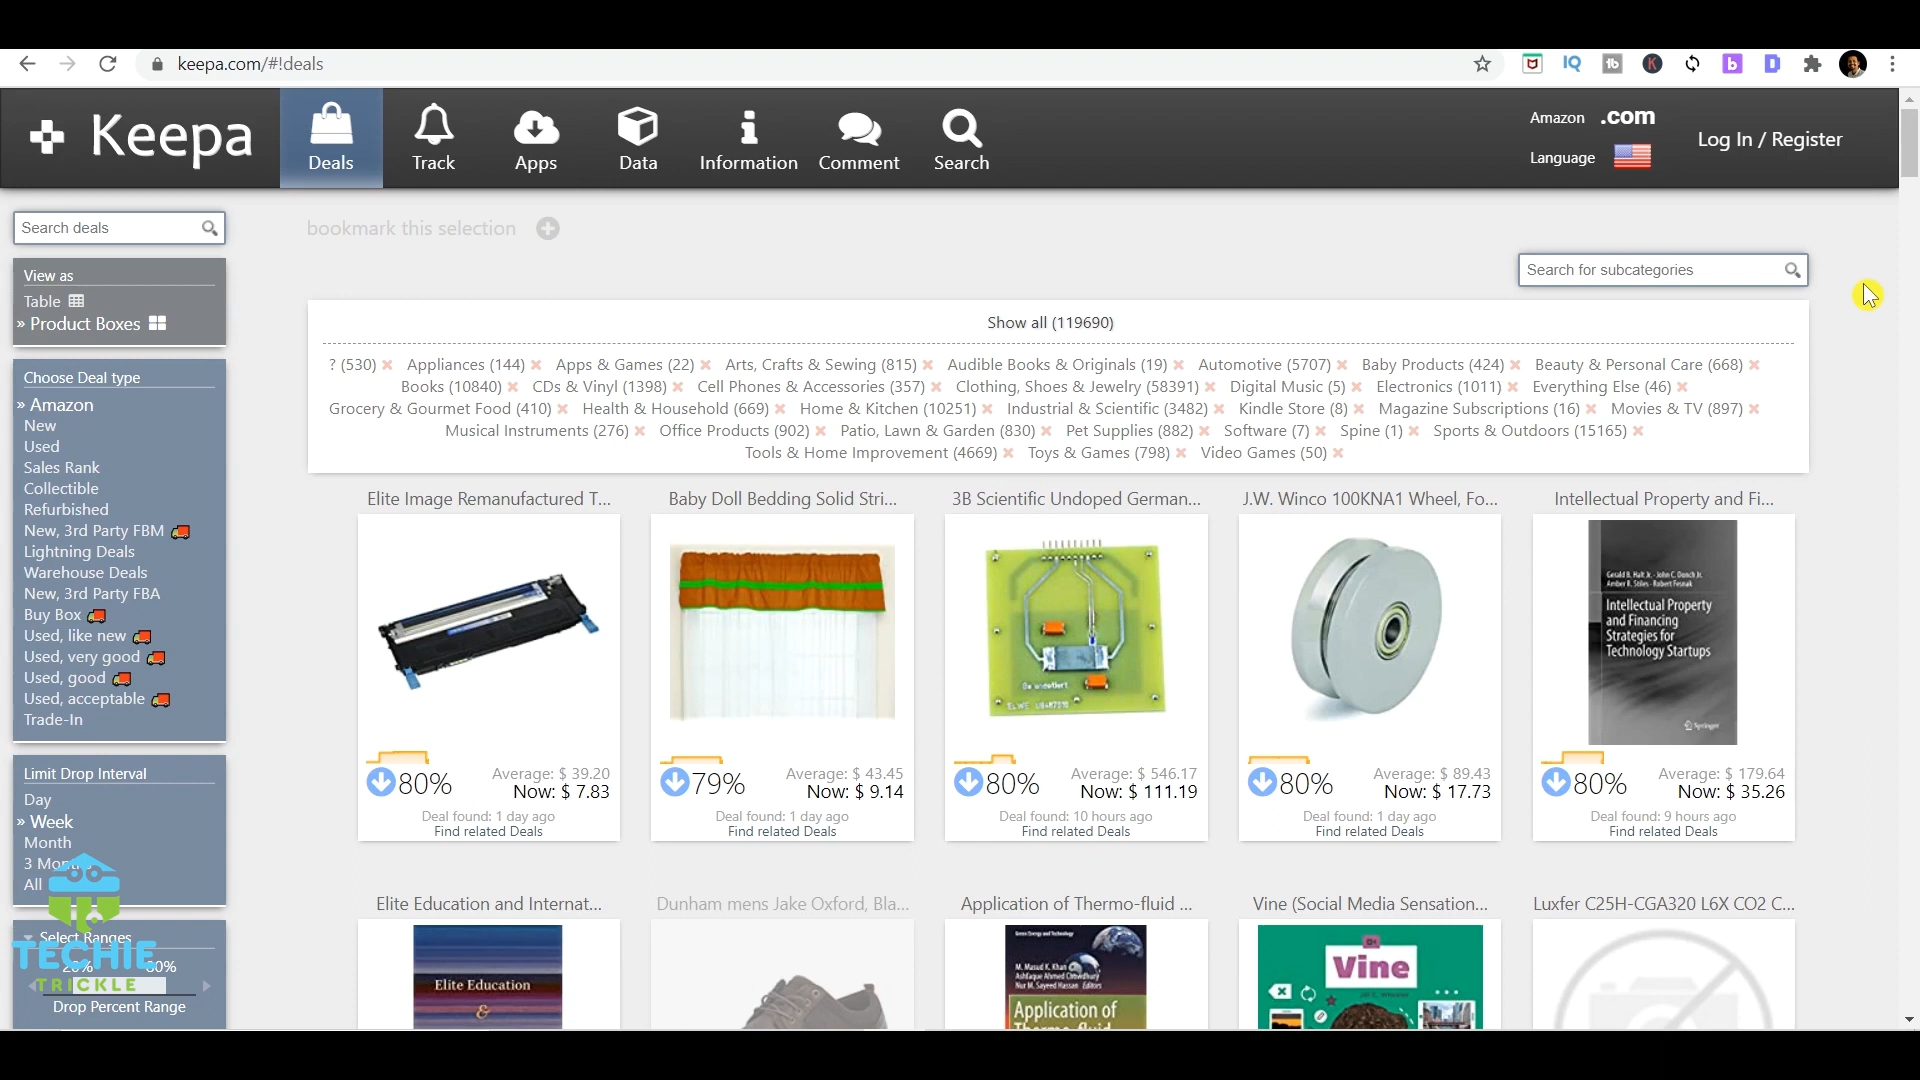 keepa.com/#!deals
Keepa
Deals
Track
Apps
Data
Information
Comment
Search
Amazon .com
Language
Log In / Register
Search deals
View as
Table
» Product Boxes
Choose Deal type
» Amazon
New
Used
Sales Rank
Collectible
Refurbished
New, 3rd Party FBM
Lightning Deals
Warehouse Deals
New, 3rd Party FBA
Buy Box
Used, like new
Used, very good
Used, good
Used, acceptable
Trade-In
Limit Drop Interval
Day
» Week
Month
All
Select Ranges
Drop Percent Range
TECHIE
TRICKLE
bookmark this selection
Search for subcategories
Show all (119690)
? (530) Appliances (144) Apps & Games (22) Arts, Crafts & Sewing (815) Audible Books & Originals (19) Automotive (5707) Baby Products (424) Beauty & Personal Care (668)
Books (10840) CDs & Vinyl (1398) Cell Phones & Accessories (357) Clothing, Shoes & Jewelry (58391) Digital Music (5) Electronics (1011) Everything Else (46)
Grocery & Gourmet Food (410) Health & Household (669) Home & Kitchen (10251) Industrial & Scientific (3482) Kindle Store (8) Magazine Subscriptions (16) Movies & TV (897)
Musical Instruments (276) Office Products (902) Patio, Lawn & Garden (830) Pet Supplies (882) Software (7) Spine (1) Sports & Outdoors (15165)
Tools & Home Improvement (4669) Toys & Games (798) Video Games (50)
Elite Image Remanufactured T...
80%
Average: $ 39.20
Now: $ 7.83
Deal found: 1 day ago
Find related Deals
Baby Doll Bedding Solid Stri...
79%
Average: $ 43.45
Now: $ 9.14
Deal found: 1 day ago
Find related Deals
3B Scientific Undoped German...
80%
Average: $ 546.17
Now: $ 111.19
Deal found: 10 hours ago
Find related Deals
J.W. Winco 100KNA1 Wheel, Fo...
80%
Average: $ 89.43
Now: $ 17.73
Deal found: 1 day ago
Find related Deals
Intellectual Property and Fi...
Intellectual Property
and Financing
Strategies for
Technology Startups
Springer
80%
Average: $ 179.64
Now: $ 35.26
Deal found: 9 hours ago
Find related Deals
Elite Education and Internat...
Elite Education
&
Dunham mens Jake Oxford, Bla...
Application of Thermo-fluid ...
Green Energy and Technology
M. Masud K. Khan
Ashfaque Ahmed Chowdhury
Nur M. Sayeed Hassan Editors
Application of
Vine (Social Media Sensation...
Vine
Luxfer C25H-CGA320 L6X CO2 C...